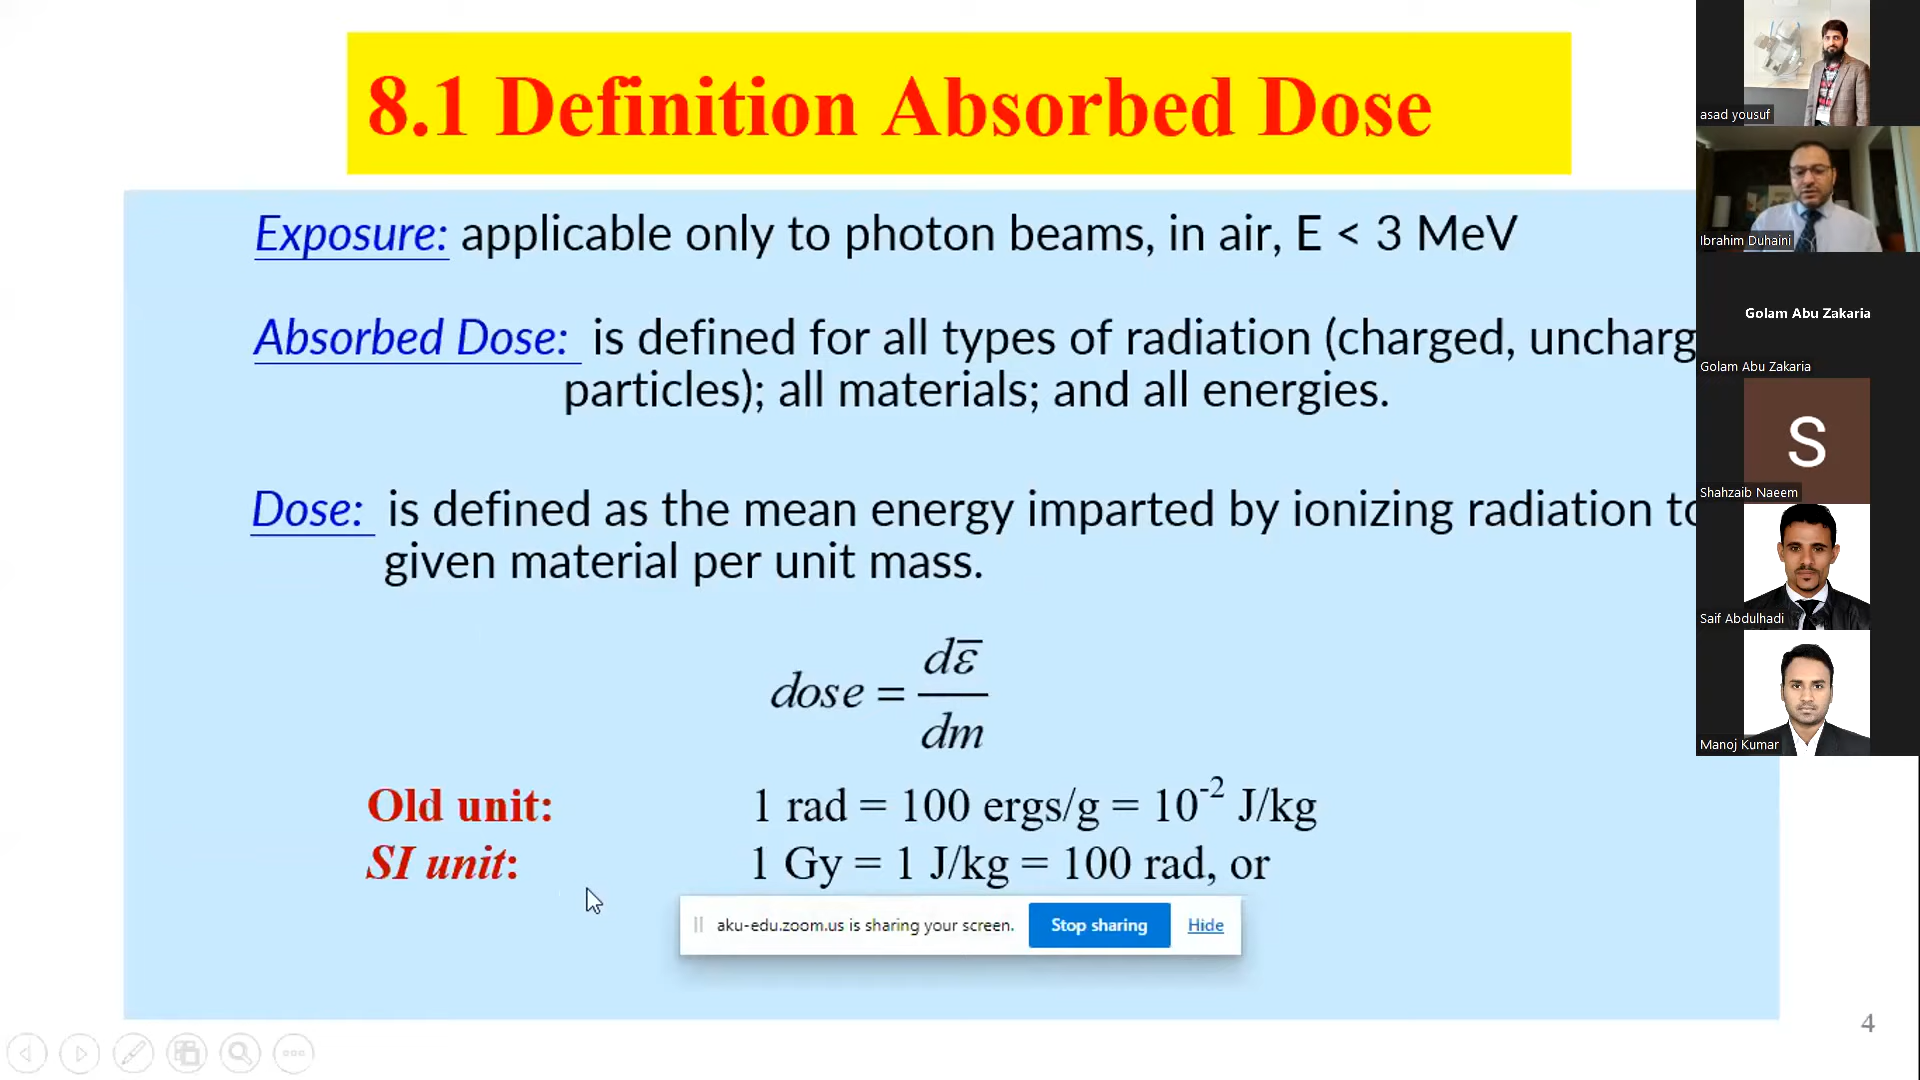 8.1 Definition Absorbed Dose
Exposure: applicable only to photon beams, in air, E < 3 MeV
Absorbed Dose: is defined for all types of radiation (charged, uncharg
particles); all materials; and all energies.
Dose: is defined as the mean energy imparted by ionizing radiation to
given material per unit mass.
dose = dε̅/dm
Old unit: 1 rad = 100 ergs/g = 10⁻² J/kg
SI unit: 1 Gy = 1 J/kg = 100 rad, or
aku-edu.zoom.us is sharing your screen. Stop sharing Hide
4
asad yousuf
Ibrahim Duhaini
Golam Abu Zakaria
Golam Abu Zakaria
S
Shahzaib Naeem
Saif Abdulhadi
Manoj Kumar